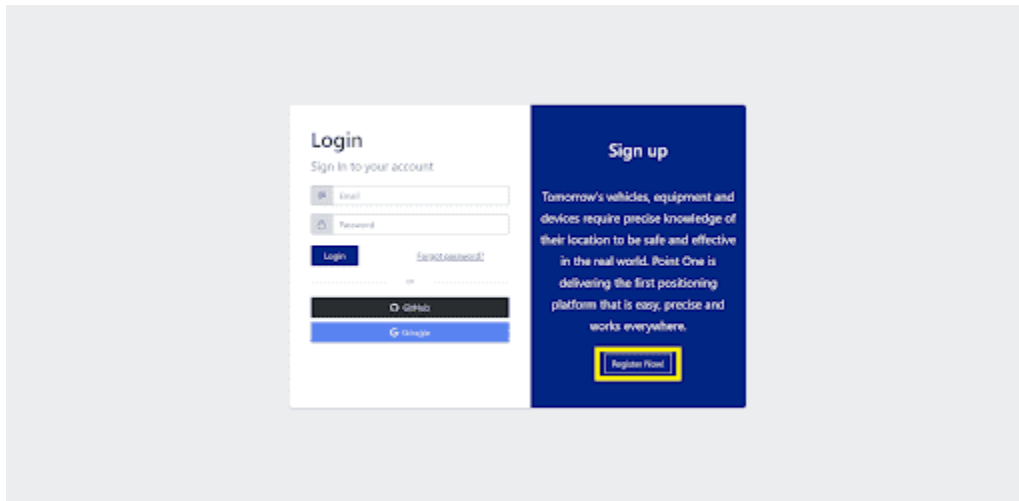 Login
Sign In to your account
Email
Password
Login
Forgot password?
OR
GitHub
Google
Sign up
Tomorrow's vehicles, equipment and
devices require precise knowledge of
their location to be safe and effective
in the real world. Point One is
delivering the first positioning
platform that is easy, precise and
works everywhere.
Register Now!